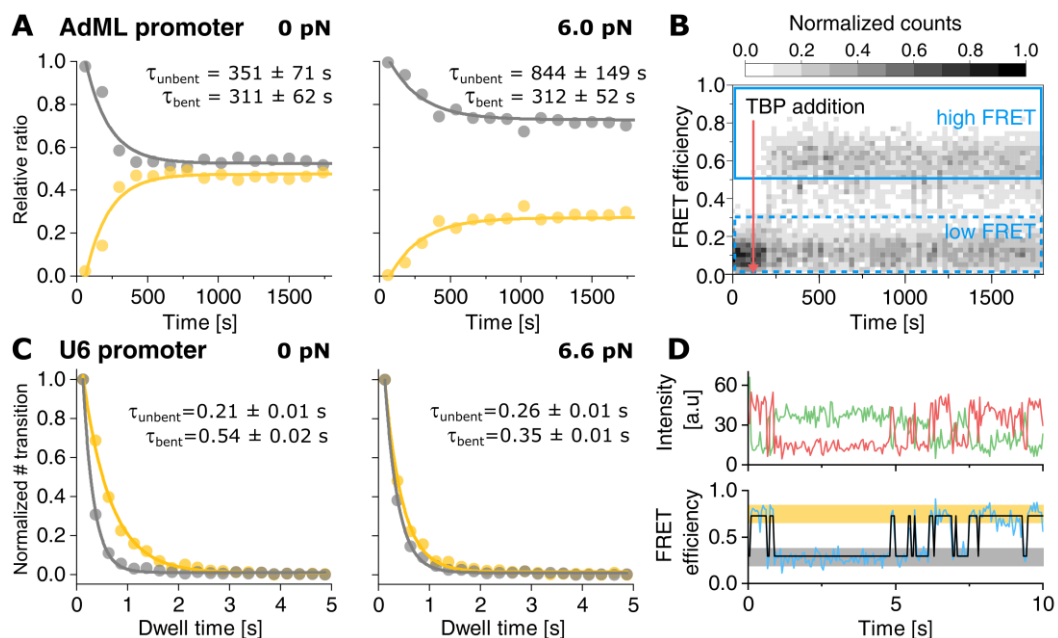 A AdML promoter 0 pN 6.0 pN
τunbent = 351 ± 71 s
τbent = 311 ± 62 s
τunbent = 844 ± 149 s
τbent = 312 ± 52 s
Relative ratio
1.0
0.8
0.6
0.4
0.2
0.0
0 500 1000 1500
Time [s]
0 500 1000 1500
Time [s]
B Normalized counts
0.0 0.2 0.4 0.6 0.8 1.0
TBP addition
high FRET
low FRET
FRET efficiency
1.0
0.8
0.6
0.4
0.2
0.0
0 500 1000 1500
Time [s]
C U6 promoter 0 pN 6.6 pN
τunbent=0.21 ± 0.01 s
τbent=0.54 ± 0.02 s
τunbent=0.26 ± 0.01 s
τbent=0.35 ± 0.01 s
Normalized # transition
1.0
0.8
0.6
0.4
0.2
0.0
0 1 2 3 4 5
Dwell time [s]
0 1 2 3 4 5
Dwell time [s]
D
Intensity
[a.u]
60
30
0
FRET
efficiency
1.0
0.5
0.0
0 5 10
Time [s]